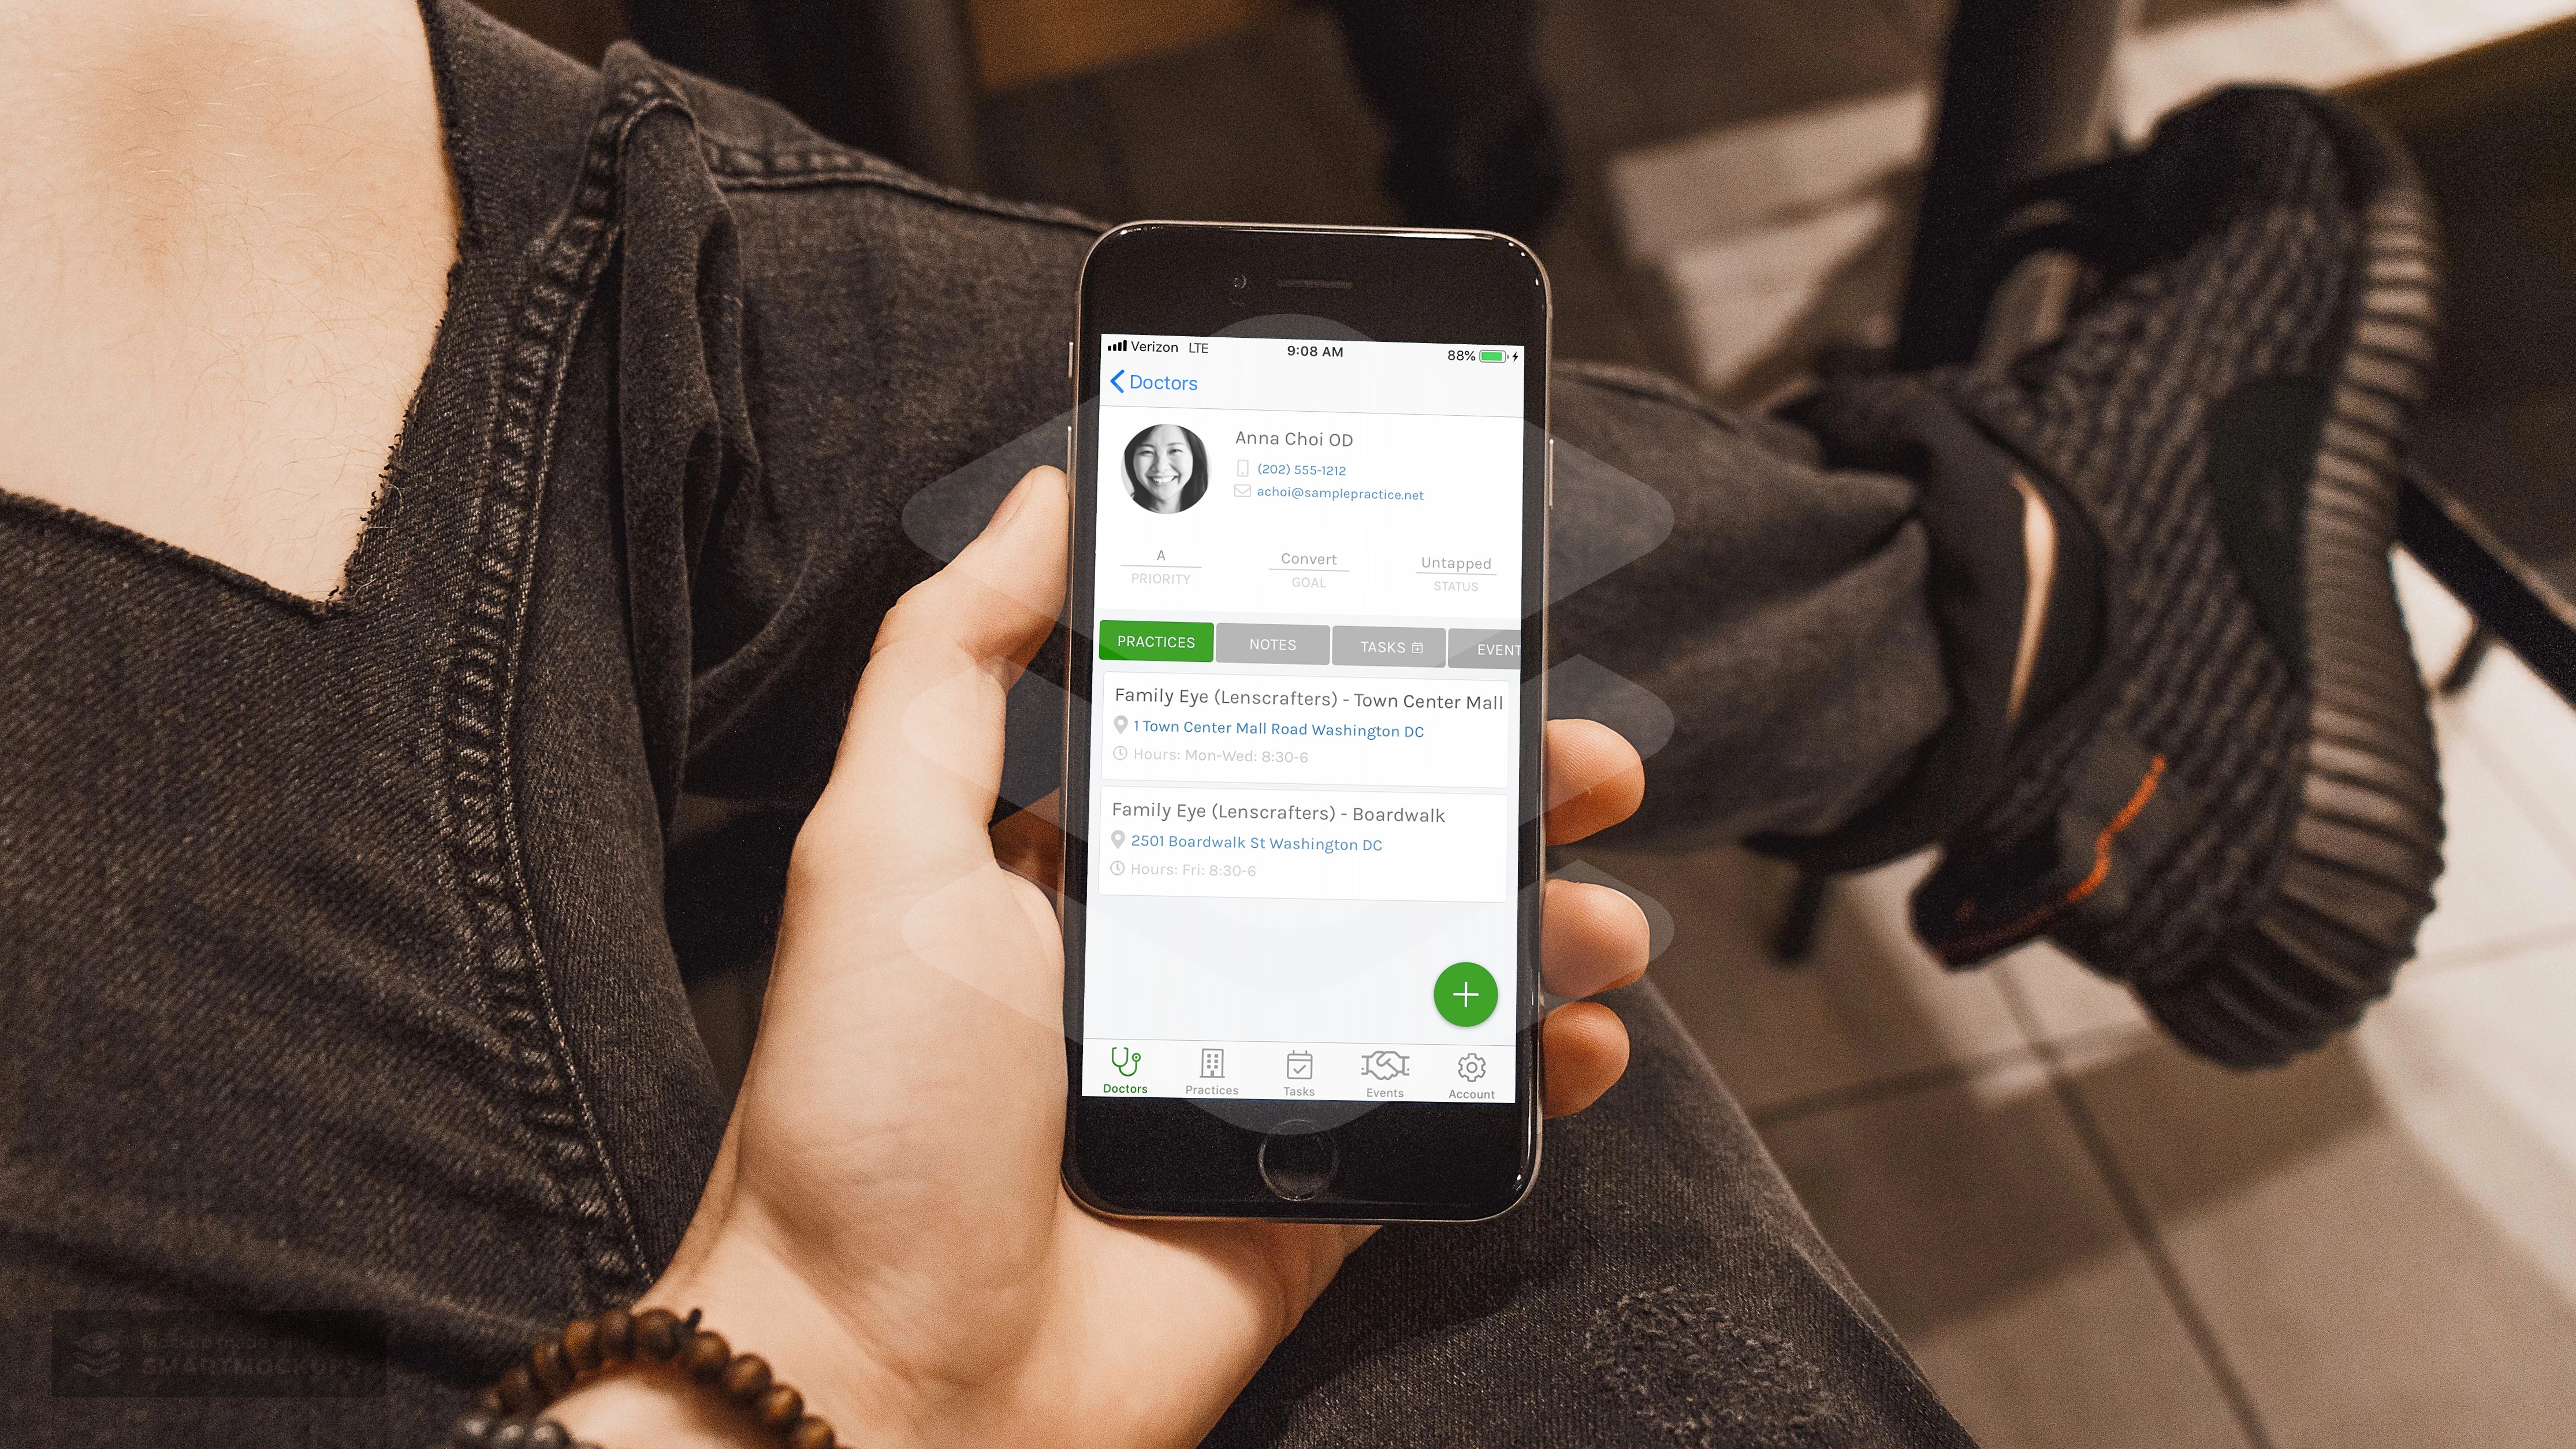 Verizon LTE 9:08 AM 88%
Doctors
Anna Choi OD
(202) 555-1212
achoi@samplepractice.net
A Convert Untapped
PRIORITY GOAL STATUS
PRACTICES NOTES TASKS EVENT
Family Eye (Lenscrafters) - Town Center Mall
1 Town Center Mall Road Washington DC
Hours: Mon-Wed: 8:30-6
Family Eye (Lenscrafters) - Boardwalk
2501 Boardwalk St Washington DC
Hours: Fri: 8:30-6
Doctors Practices Tasks Events Account
Mockup made with
SMARTMOCKUPS